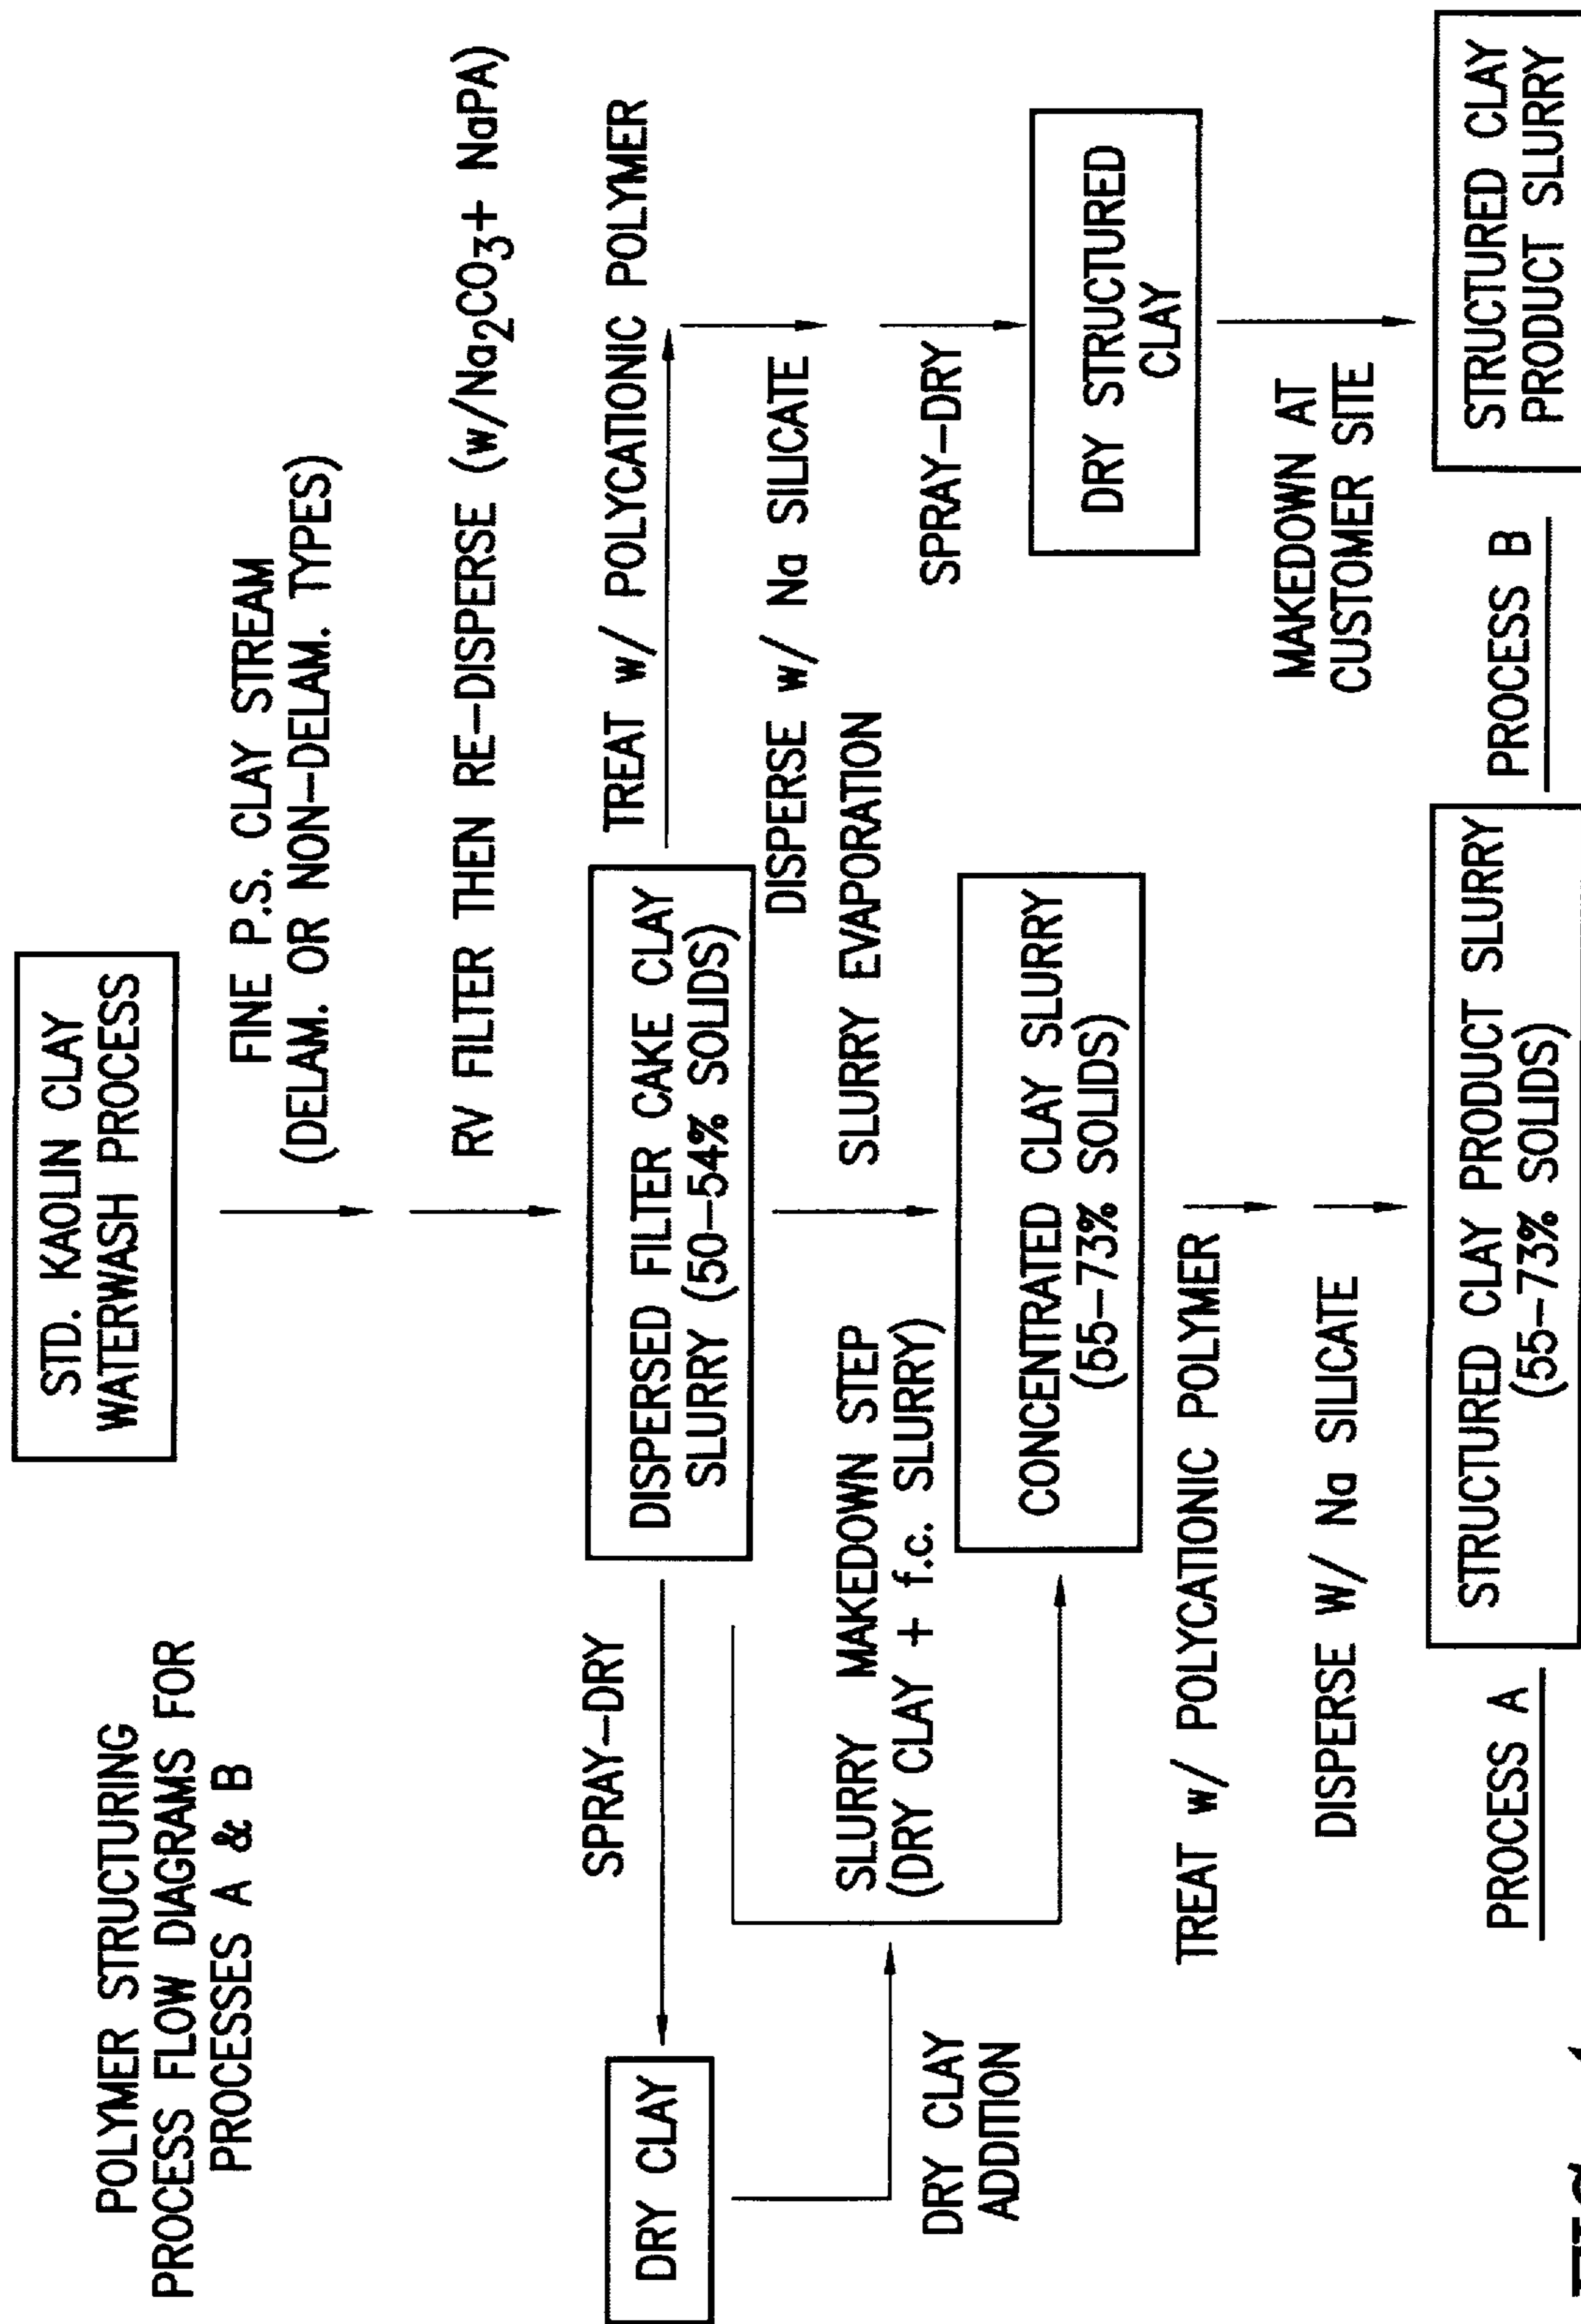 POLYMER STRUCTURING
PROCESS FLOW DIAGRAMS FOR
PROCESSES A & B
STD. KAOLIN CLAY
WATERWASH PROCESS
FINE P.S. CLAY STREAM
(DELAM. OR NON-DELAM. TYPES)
RV FILTER THEN RE-DISPERSE (w/Na2CO3+ NaPA)
DISPERSED FILTER CAKE CLAY
SLURRY (50-54% SOLIDS)
SPRAY-DRY
DRY CLAY
DRY CLAY
ADDITION
SLURRY MAKEDOWN STEP
(DRY CLAY + f.c. SLURRY)
SLURRY EVAPORATION
CONCENTRATED CLAY SLURRY
(55-73% SOLIDS)
TREAT w/ POLYCATIONIC POLYMER
DISPERSE W/ Na SILICATE
STRUCTURED CLAY PRODUCT SLURRY
(55-73% SOLIDS)
PROCESS A
TREAT w/ POLYCATIONIC POLYMER
DISPERSE w/ Na SILICATE
SPRAY-DRY
DRY STRUCTURED
CLAY
MAKEDOWN AT
CUSTOMER SITE
STRUCTURED CLAY
PRODUCT SLURRY
PROCESS B